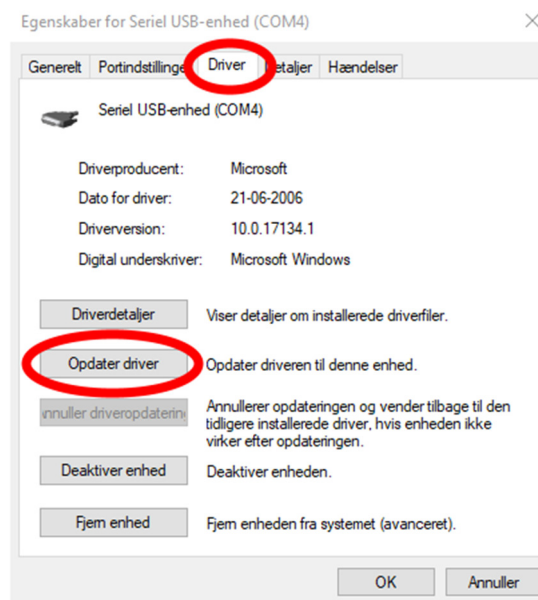 Egenskaber for Seriel USB-enhed (COM4)
Generelt Portindstillinge Driver Detaljer Hændelser
Seriel USB-enhed (COM4)
Driverproducent: Microsoft
Dato for driver: 21-06-2006
Driverversion: 10.0.17134.1
Digital underskriver: Microsoft Windows
Driverdetaljer Viser detaljer om installerede driverfiler.
Opdater driver Opdater driveren til denne enhed.
nnuller driveropdatering Annullerer opdateringen og vender tilbage til den
tidligere installerede driver, hvis enheden ikke
virker efter opdateringen.
Deaktiver enhed Deaktiver enheden.
Fjern enhed Fjern enheden fra systemet (avanceret).
OK Annuller